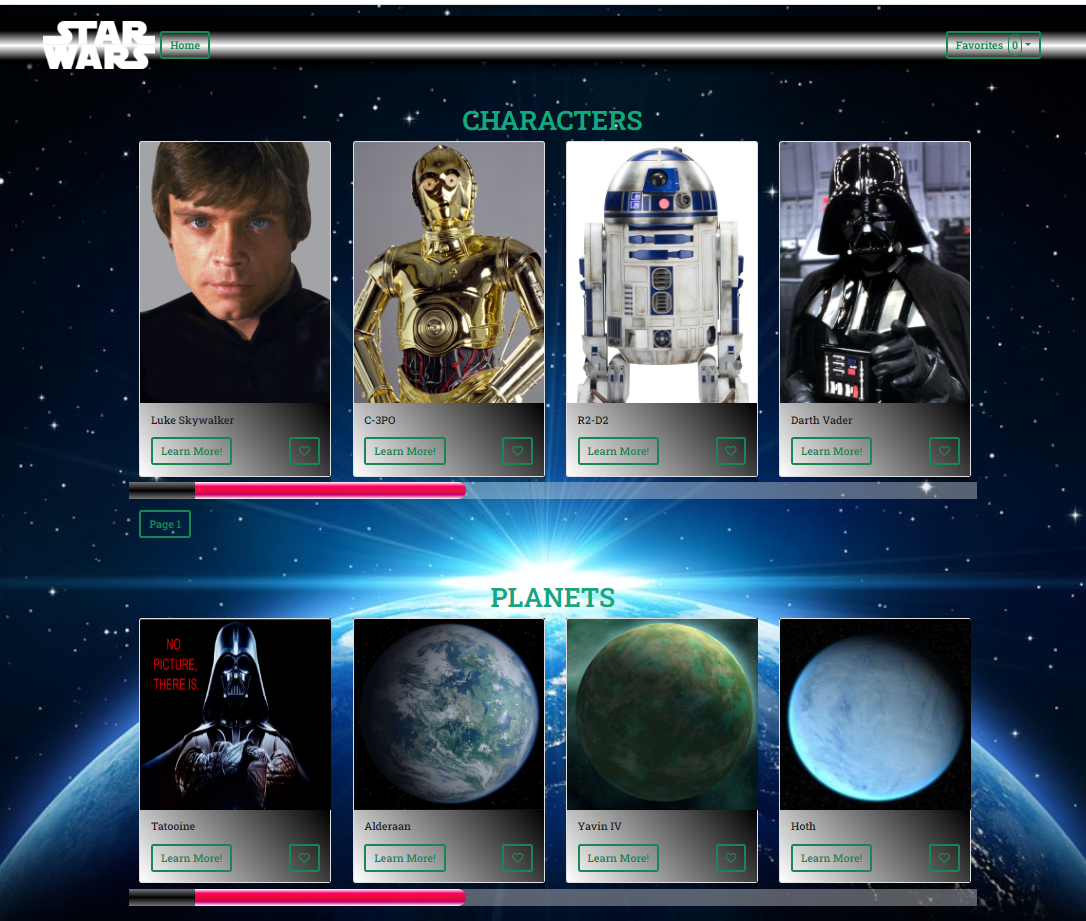 STAR
WARS
Home
Favorites 0
CHARACTERS
Luke Skywalker
C-3PO
R2-D2
Darth Vader
Learn More!
Learn More!
Learn More!
Learn More!
Page 1
PLANETS
NO
PICTURE,
THERE IS.
Tatooine
Alderaan
Yavin IV
Hoth
Learn More!
Learn More!
Learn More!
Learn More!